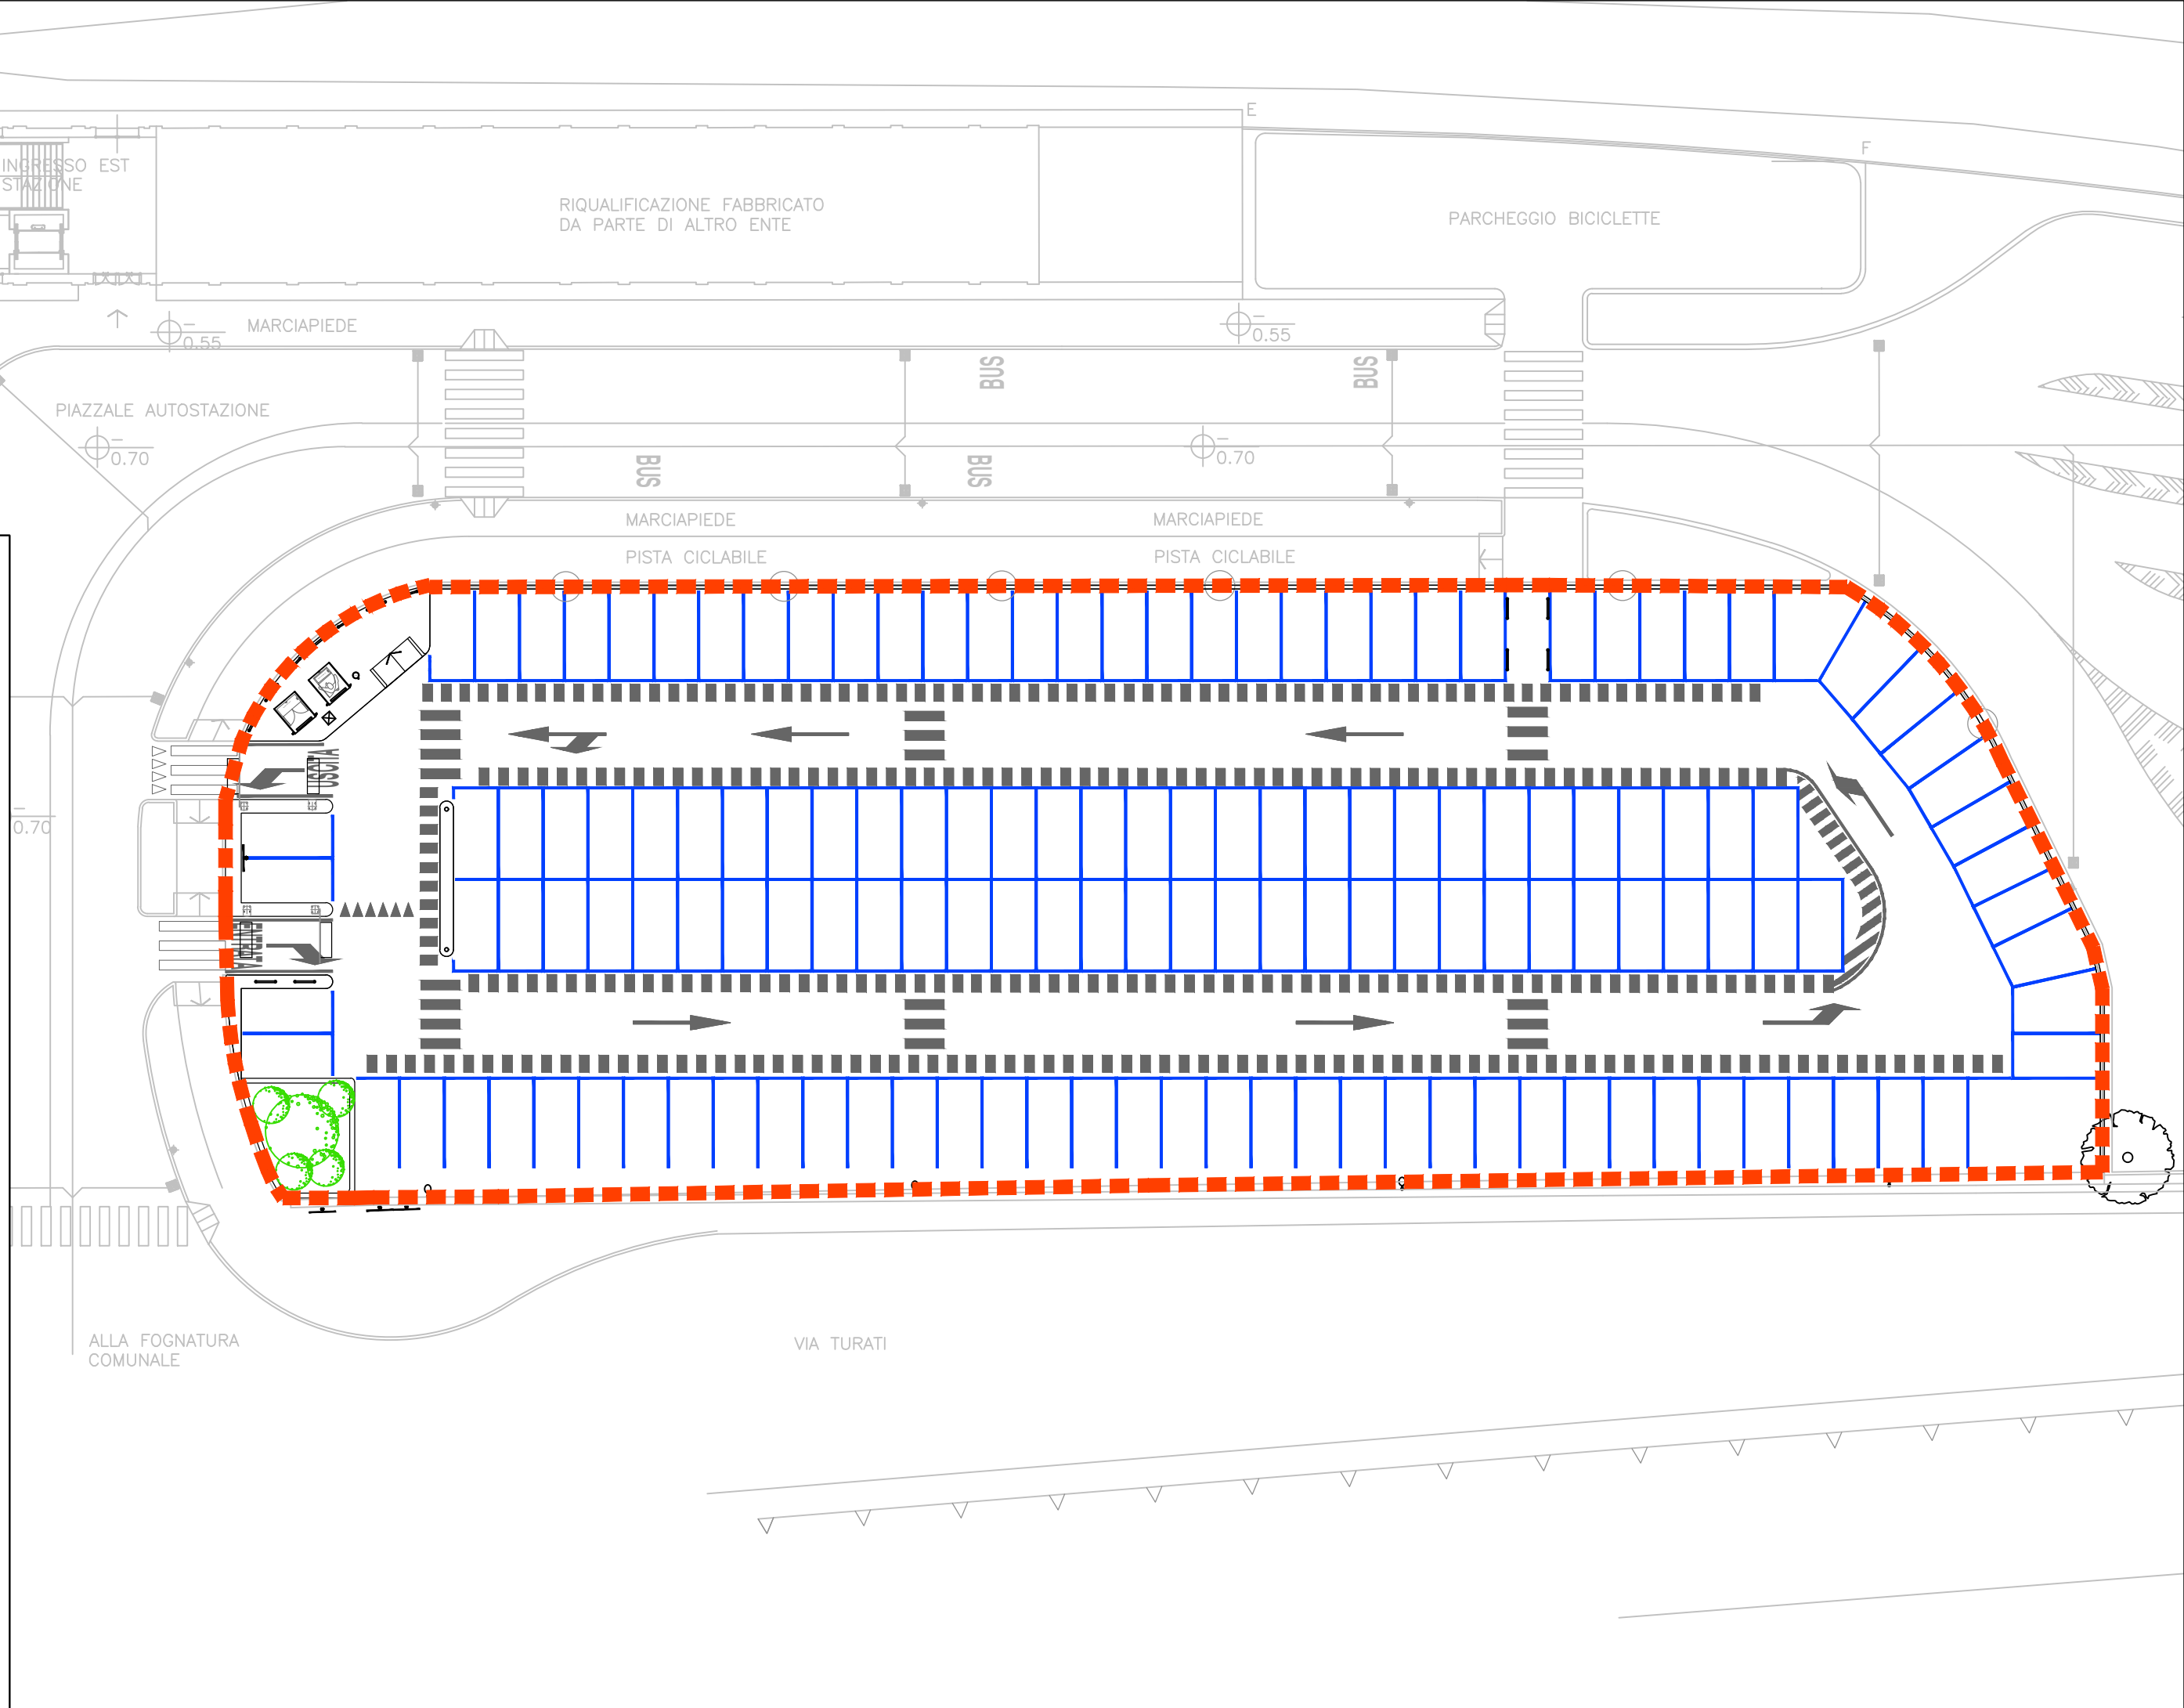 E
F
INGRESSO EST
STAZIONE
RIQUALIFICAZIONE FABBRICATO
DA PARTE DI ALTRO ENTE
PARCHEGGIO BICICLETTE
MARCIAPIEDE
0.55
0.55
BUS
BUS
PIAZZALE AUTOSTAZIONE
0.70
0.70
BUS
BUS
MARCIAPIEDE
MARCIAPIEDE
PISTA CICLABILE
PISTA CICLABILE
USCITA
0.70
ALLA FOGNATURA
COMUNALE
VIA TURATI